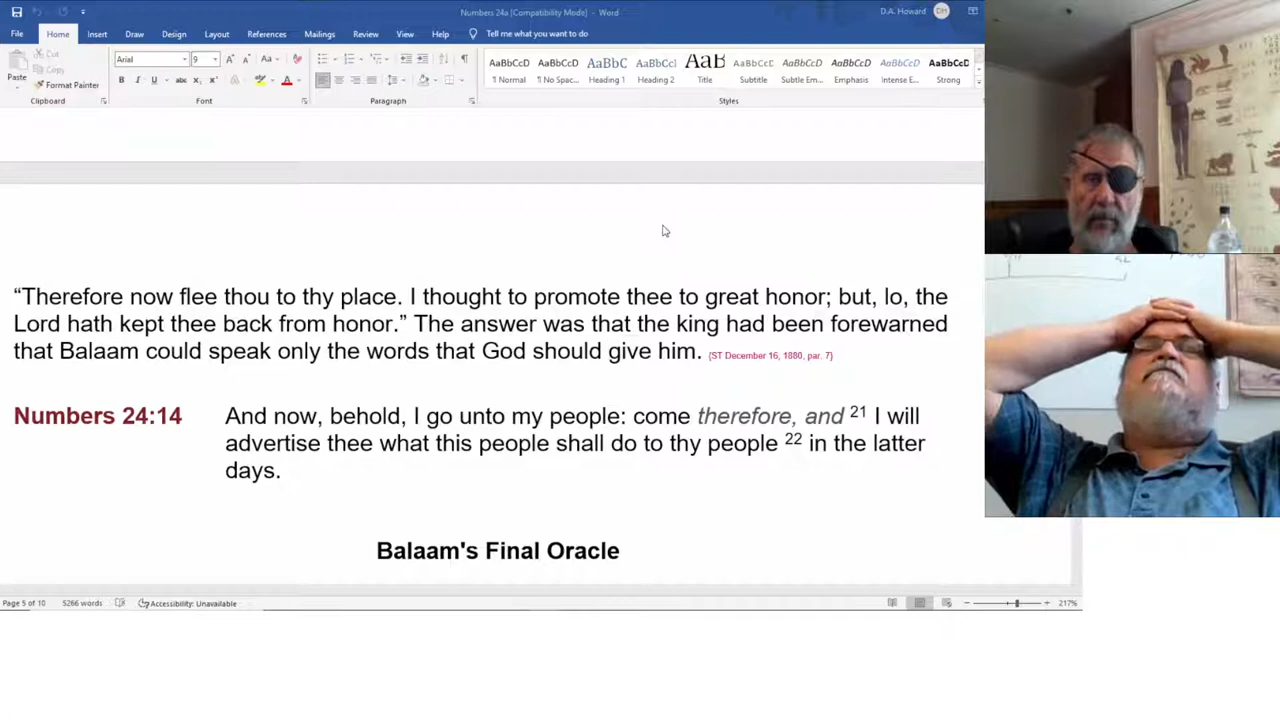 Numbers 24a [Compatibility Mode] - Word
D.A. Howard DH
File Home Insert Draw Design Layout References Mailings Review View Help Tell me what you want to do
Paste
Cut
Copy
Format Painter
Clipboard
Arial 9
B I U
Font
Paragraph
AaBbCcD AaBbCcD AaBbC AaBbCcl AaB AaBbCcD AaBbCcD AaBbCcD AaBbCcD AaBbCcD
¶ Normal ¶ No Spac... Heading 1 Heading 2 Title Subtitle Subtle Em... Emphasis Intense E... Strong
Styles
“Therefore now flee thou to thy place. I thought to promote thee to great honor; but, lo, the
Lord hath kept thee back from honor.” The answer was that the king had been forewarned
that Balaam could speak only the words that God should give him. {ST December 16, 1880, par. 7}
Numbers 24:14 And now, behold, I go unto my people: come therefore, and 21 I will
advertise thee what this people shall do to thy people 22 in the latter
days.
Balaam's Final Oracle
Page 5 of 10 5266 words Accessibility: Unavailable 217%